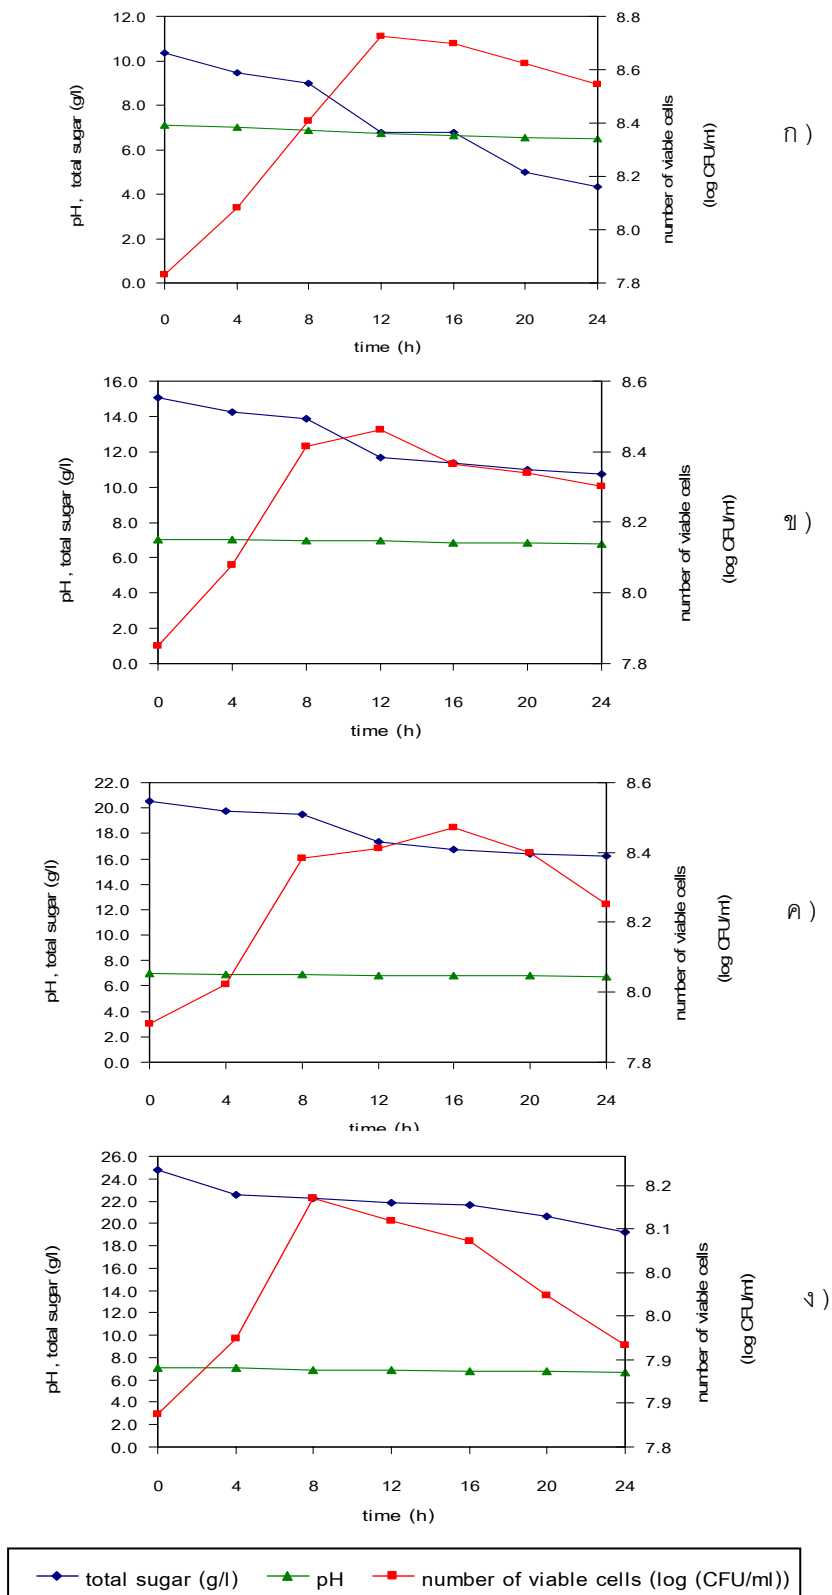 12.0
10.0
8.0
6.0
4.0
2.0
0.0
pH , total sugar (g/l)
8.8
8.6
8.4
8.2
8.0
7.8
number of viable cells
(log CFU/ml)
ก )
0 4 8 12 16 20 24
time (h)
16.0
14.0
12.0
10.0
8.0
6.0
4.0
2.0
0.0
pH , total sugar (g/l)
8.6
8.4
8.2
8.0
7.8
number of viable cells
(log CFU/ml)
ข )
0 4 8 12 16 20 24
time (h)
22.0
20.0
18.0
16.0
14.0
12.0
10.0
8.0
6.0
4.0
2.0
0.0
pH , total sugar (g/l)
8.6
8.4
8.2
8.0
7.8
number of viable cells
(log CFU/ml)
ค )
0 4 8 12 16 20 24
time (h)
26.0
24.0
22.0
20.0
18.0
16.0
14.0
12.0
10.0
8.0
6.0
4.0
2.0
0.0
pH , total sugar (g/l)
8.2
8.1
8.0
8.0
7.9
7.9
7.8
number of viable cells
(log CFU/ml)
ง )
0 4 8 12 16 20 24
time (h)
total sugar (g/l) pH number of viable cells (log (CFU/ml))